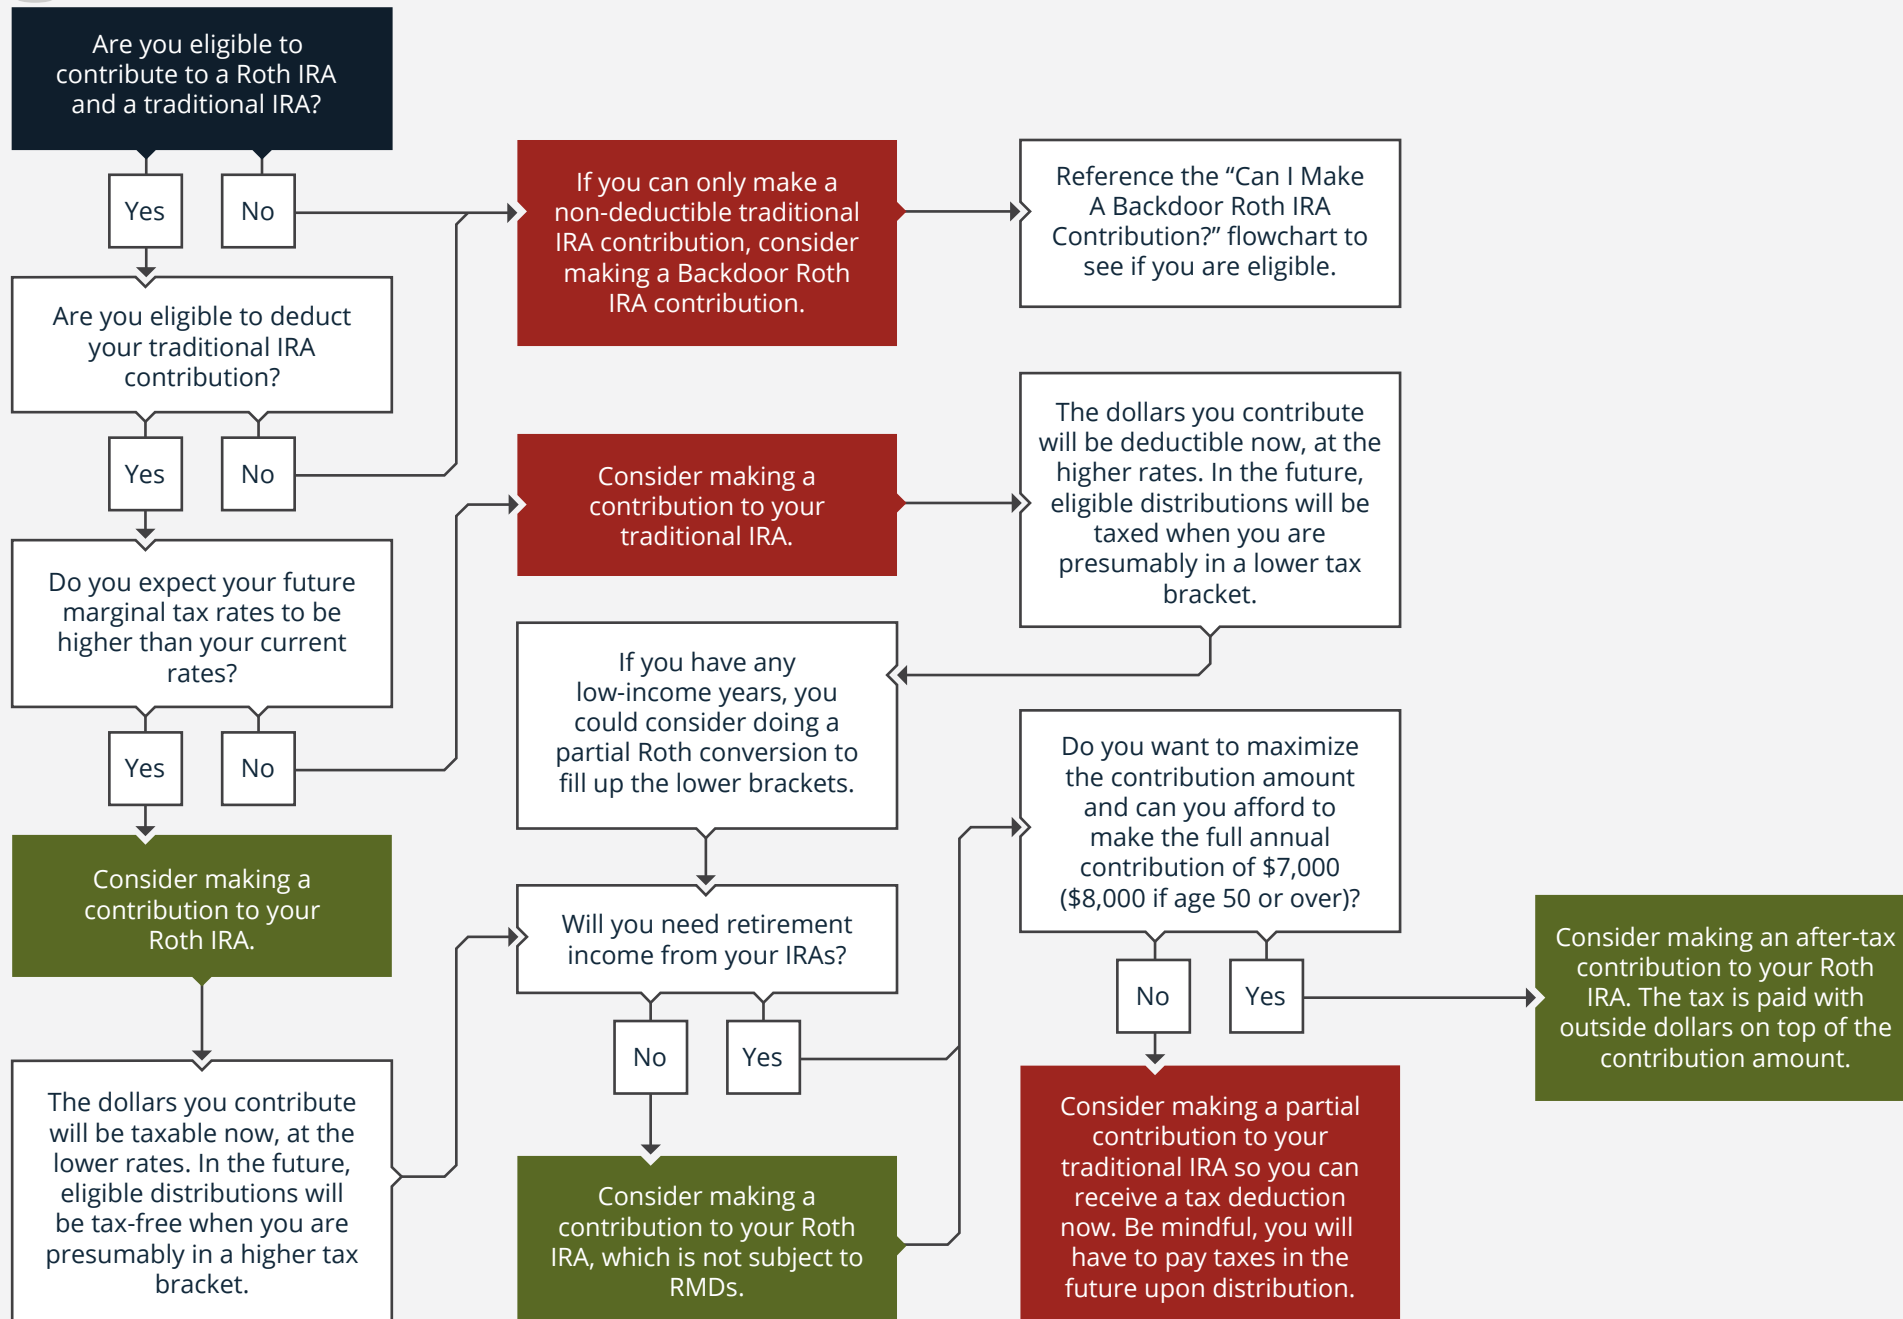 Are you eligible to
contribute to a Roth IRA
and a traditional IRA?
Yes
No
If you can only make a
non-deductible traditional
IRA contribution, consider
making a Backdoor Roth
IRA contribution.
Reference the “Can I Make
A Backdoor Roth IRA
Contribution?” flowchart to
see if you are eligible.
Are you eligible to deduct
your traditional IRA
contribution?
Yes
No
Consider making a
contribution to your
traditional IRA.
The dollars you contribute
will be deductible now, at the
higher rates. In the future,
eligible distributions will be
taxed when you are
presumably in a lower tax
bracket.
Do you expect your future
marginal tax rates to be
higher than your current
rates?
Yes
No
If you have any
low-income years, you
could consider doing a
partial Roth conversion to
fill up the lower brackets.
Consider making a
contribution to your
Roth IRA.
Will you need retirement
income from your IRAs?
No
Yes
Do you want to maximize
the contribution amount
and can you afford to
make the full annual
contribution of $7,000
($8,000 if age 50 or over)?
No
Yes
Consider making an after-tax
contribution to your Roth
IRA. The tax is paid with
outside dollars on top of the
contribution amount.
The dollars you contribute
will be taxable now, at the
lower rates. In the future,
eligible distributions will
be tax-free when you are
presumably in a higher tax
bracket.
Consider making a
contribution to your Roth
IRA, which is not subject to
RMDs.
Consider making a partial
contribution to your
traditional IRA so you can
receive a tax deduction
now. Be mindful, you will
have to pay taxes in the
future upon distribution.